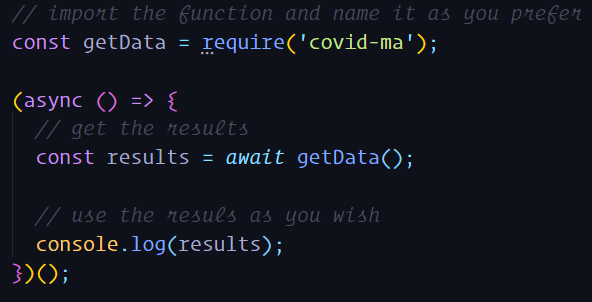 // import the function and name it as you prefer
const getData = require('covid-ma');
(async () => {
// get the results
const results = await getData();
// use the resuls as you wish
console.log(results);
})();